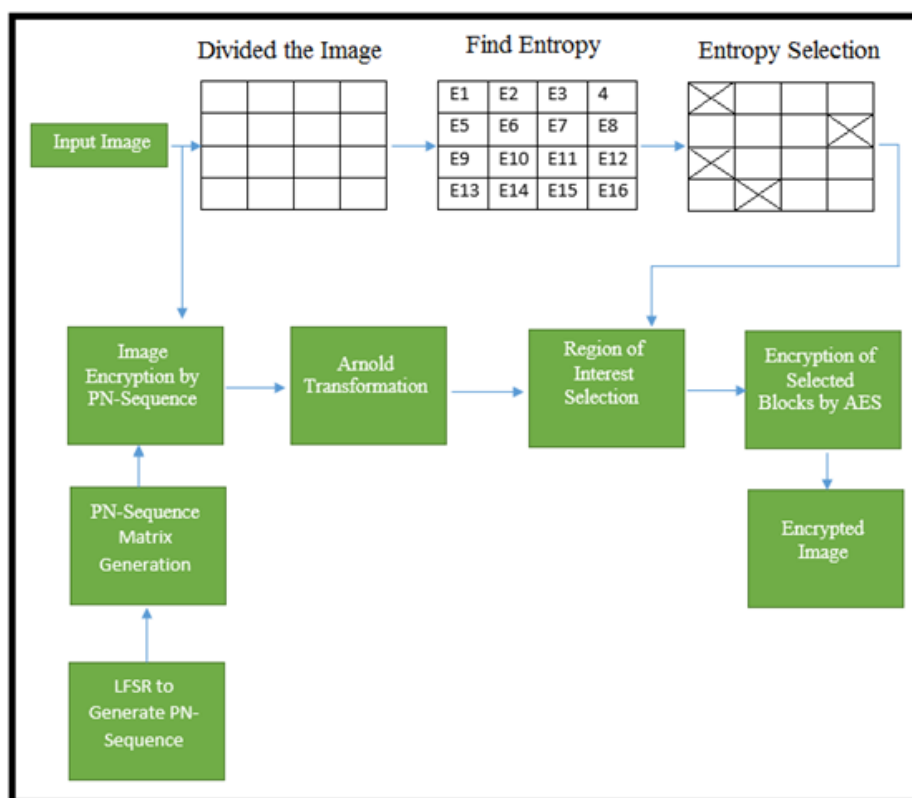 Divided the Image
Find Entropy
Entropy Selection
Input Image
E1 E2 E3 4
E5 E6 E7 E8
E9 E10 E11 E12
E13 E14 E15 E16
Image
Encryption by
PN-Sequence
Arnold
Transformation
Region of
Interest
Selection
Encryption of
Selected
Blocks by AES
PN-Sequence
Matrix
Generation
Encrypted
Image
LFSR to
Generate PN-
Sequence